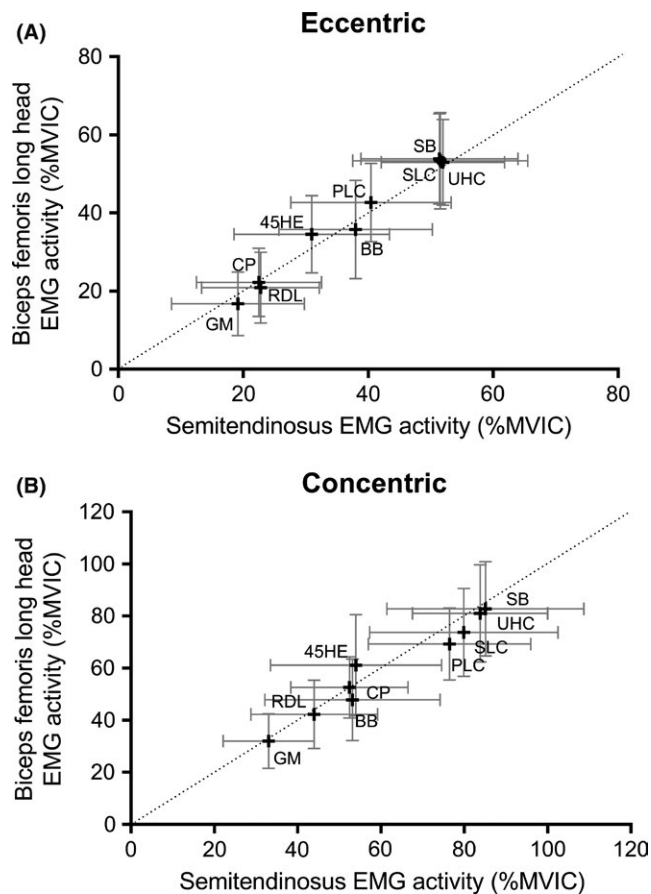 (A)
Eccentric
Biceps femoris long head
EMG activity (%MVIC)
80
60
40
20
0
SB
SLC
UHC
PLC
45HE
BB
CP
RDL
GM
0 20 40 60 80
Semitendinosus EMG activity (%MVIC)
(B)
Concentric
Biceps femoris long head
EMG activity (%MVIC)
120
100
80
60
40
20
0
SB
UHC
SLC
PLC
45HE
CP
RDL
BB
GM
0 20 40 60 80 100 120
Semitendinosus EMG activity (%MVIC)